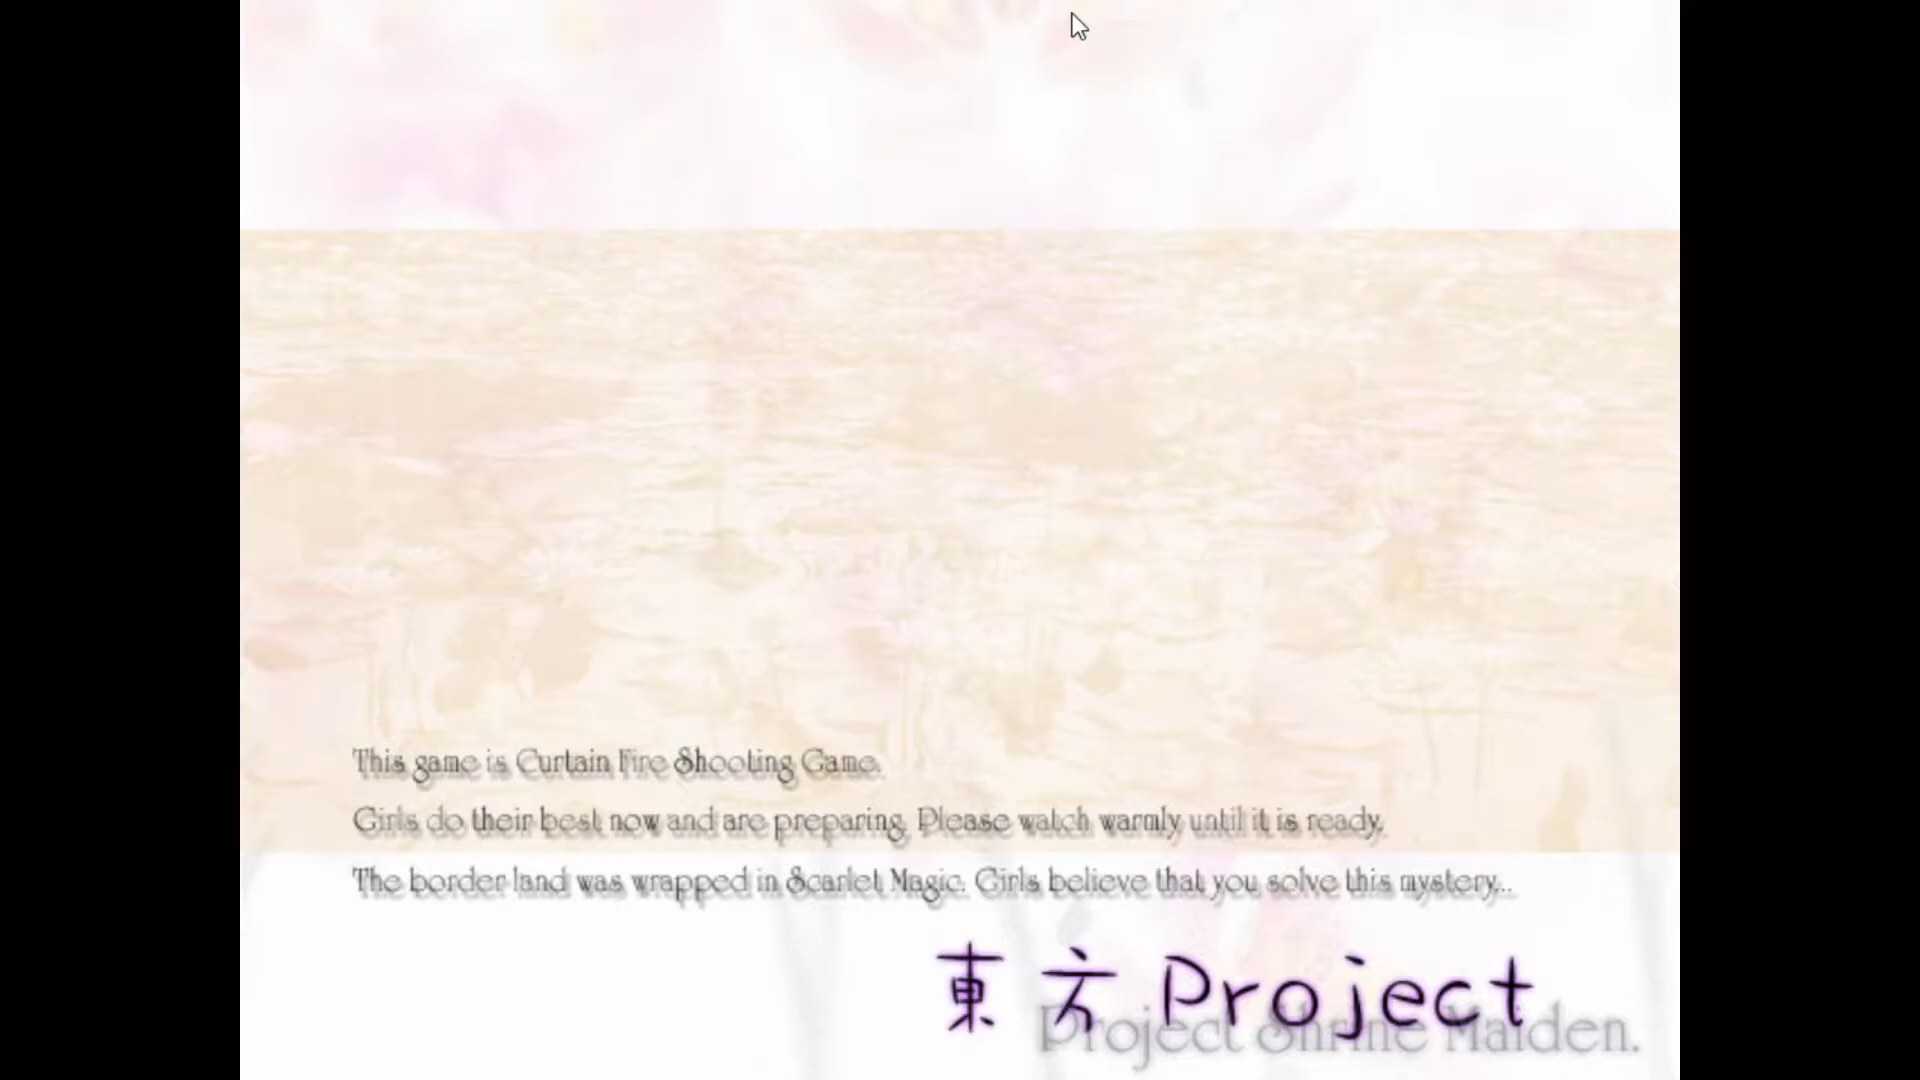 This game is Curtain Fire Shooting Game.
Girls do their best now and are preparing. Please watch warmly until it is ready.
The border land was wrapped in Scarlet Magic. Girls believe that you solve this mystery...
東方Project
Project Shrine Maiden.